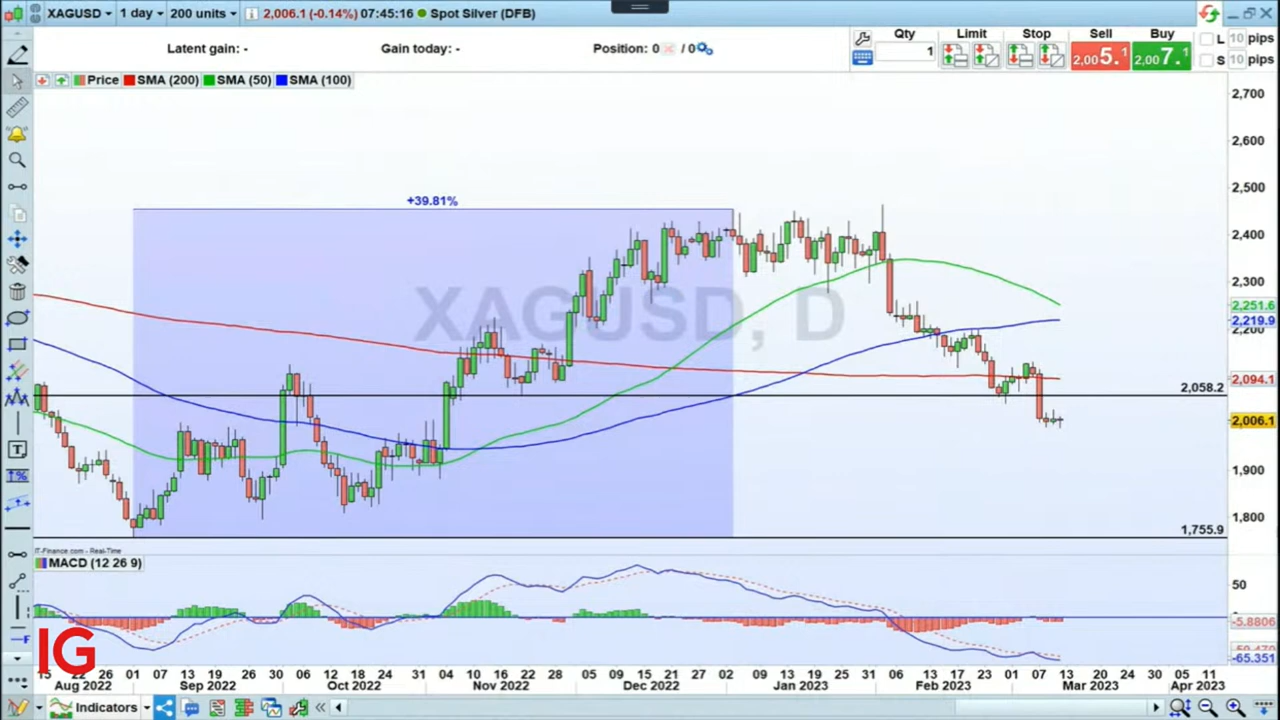 XAGUSD 1 day 200 units 2,006.1 (-0.14%) 07:45:16 Spot Silver (DFB)
Latent gain: - Gain today: - Position: 0 / 0
Qty Limit Stop Sell Buy
1 2,005.1 2,007.1
L 10 pips
S 10 pips
Price SMA (200) SMA (50) SMA (100)
2,700
2,600
2,500
+39.81%
2,400
2,300
XAGUSD, D
2,251.6
2,219.9
2,200
2,094.1
2,058.2
2,006.1
1,900
1,800
1,755.9
IT-Finance.com - Real-Time
MACD (12 26 9)
50
-5.8806
-65.351
IG
15 22 26 01 07 13 19 23 29 06 12 18 24 28 03 09 15 21 25 05 09 15 21 27 02 09 13 19 25 31 06 13 17 23 01 07 13 20 24 30 05 11
Aug 2022 Sep 2022 Oct 2022 Nov 2022 Dec 2022 Jan 2023 Feb 2023 Mar 2023 Apr 2023
Indicators